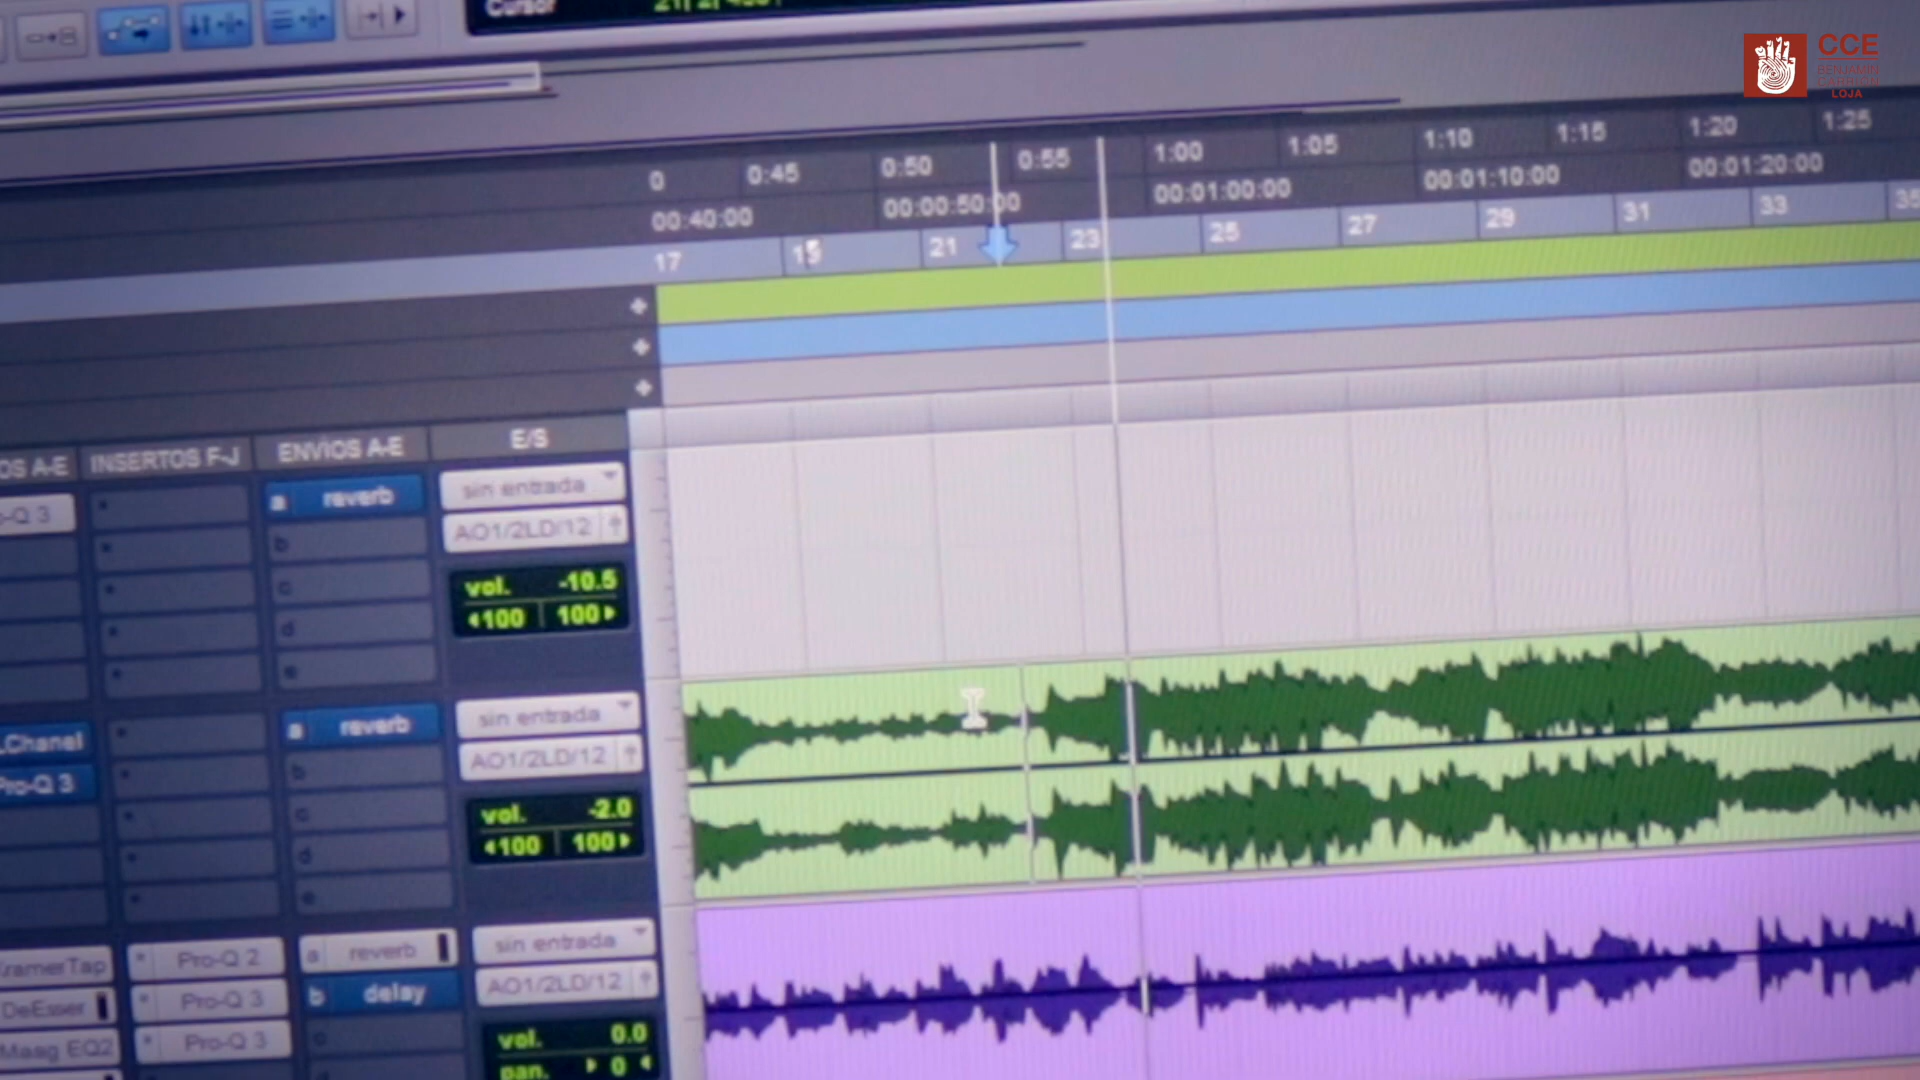 Cursor
CCE
BENJAMÍN
CARRIÓN
LOJA
0 0:45 0:50 0:55 1:00 1:05 1:10 1:15 1:20 1:25
00:40:00 00:00:50:00 00:01:00:00 00:01:10:00 00:01:20:00
17 21 23 25 27 29 31 33 35
OS A-E INSERTOS F-J ENVÍOS A-E E/S
o-Q 3 a reverb sin entrada
b AO1/2LD/12
c vol. -10.5
d 100 100
e
LChanel a reverb sin entrada
Pro-Q 3 b AO1/2LD/12
c vol. -2.0
d 100 100
e
KramerTap Pro-Q 2 a reverb sin entrada
DeEsser Pro-Q 3 b delay AO1/2LD/12
Maag EQ2 Pro-Q 3 c vol. 0.0
d pan. 0